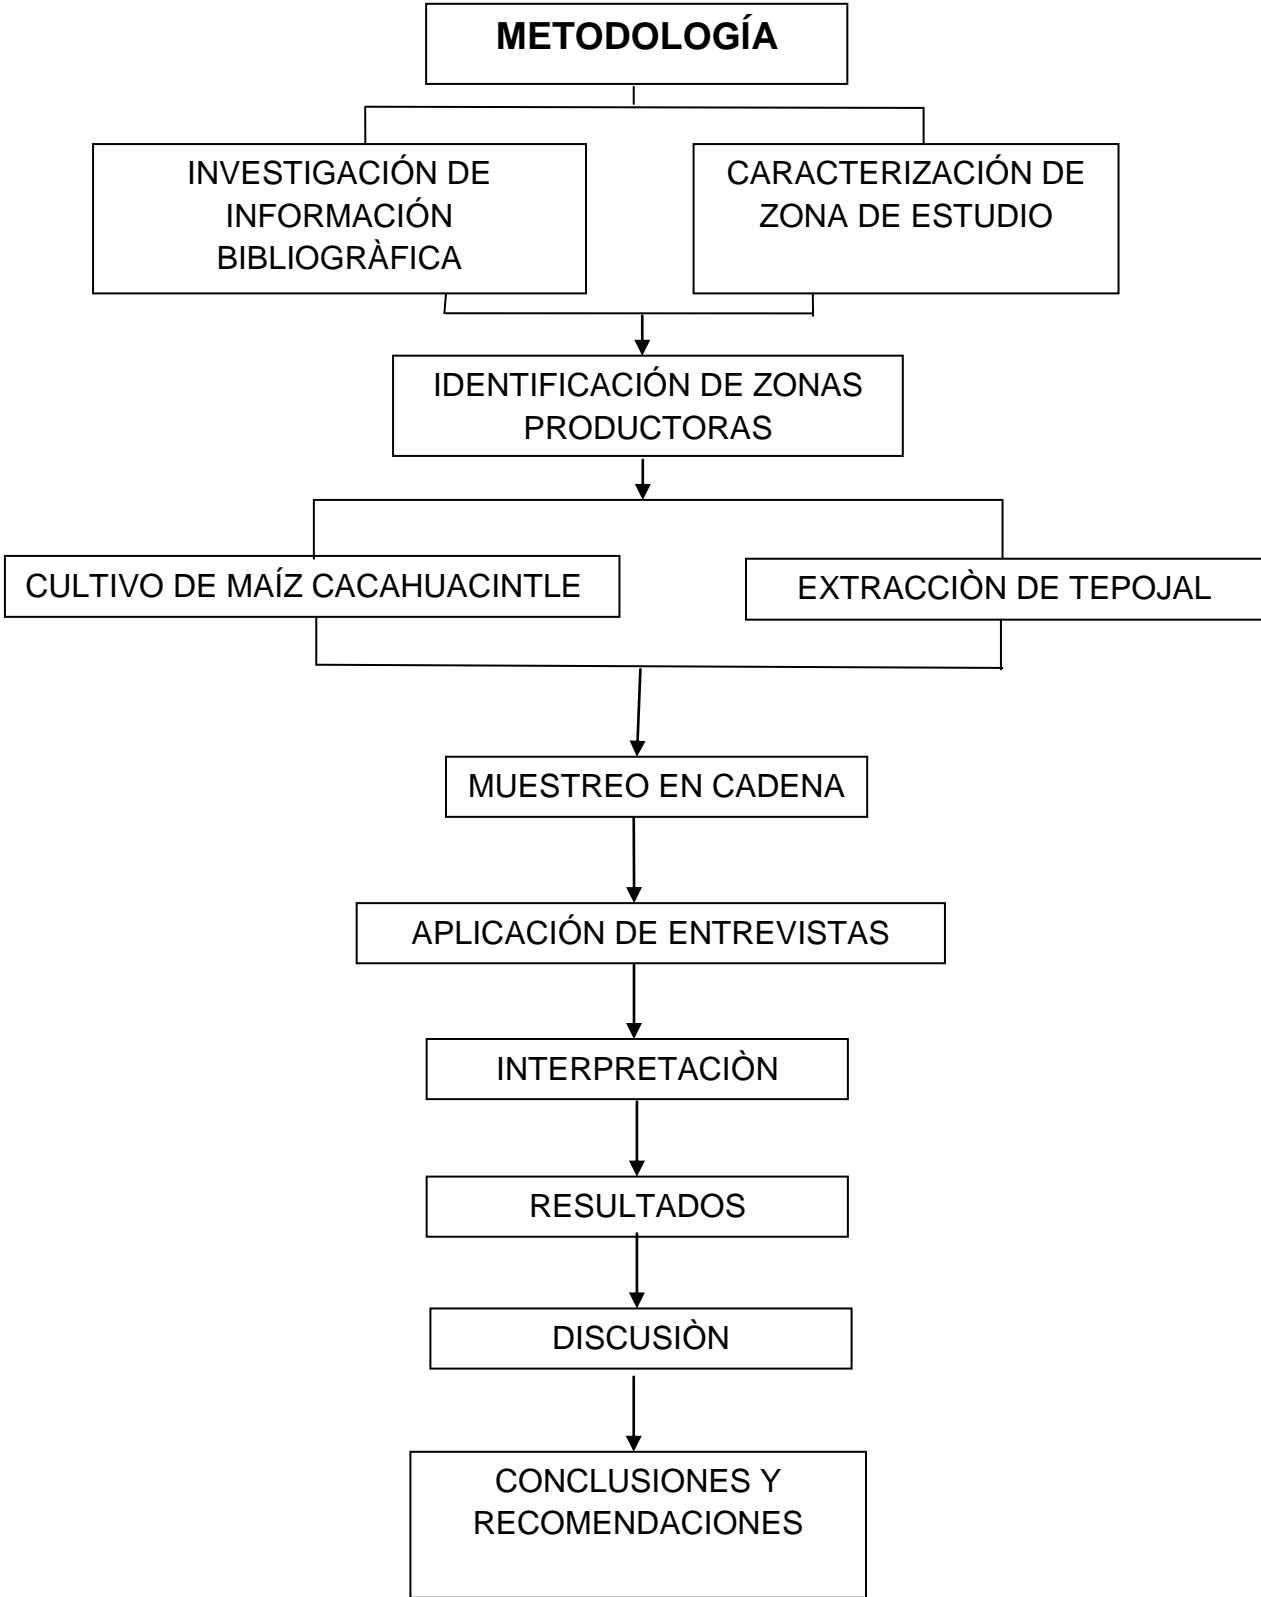 METODOLOGÍA
INVESTIGACIÓN DE
INFORMACIÓN
BIBLIOGRÀFICA
CARACTERIZACIÓN DE
ZONA DE ESTUDIO
IDENTIFICACIÓN DE ZONAS
PRODUCTORAS
CULTIVO DE MAÍZ CACAHUACINTLE
EXTRACCIÒN DE TEPOJAL
MUESTREO EN CADENA
APLICACIÓN DE ENTREVISTAS
INTERPRETACIÒN
RESULTADOS
DISCUSIÒN
CONCLUSIONES Y
RECOMENDACIONES